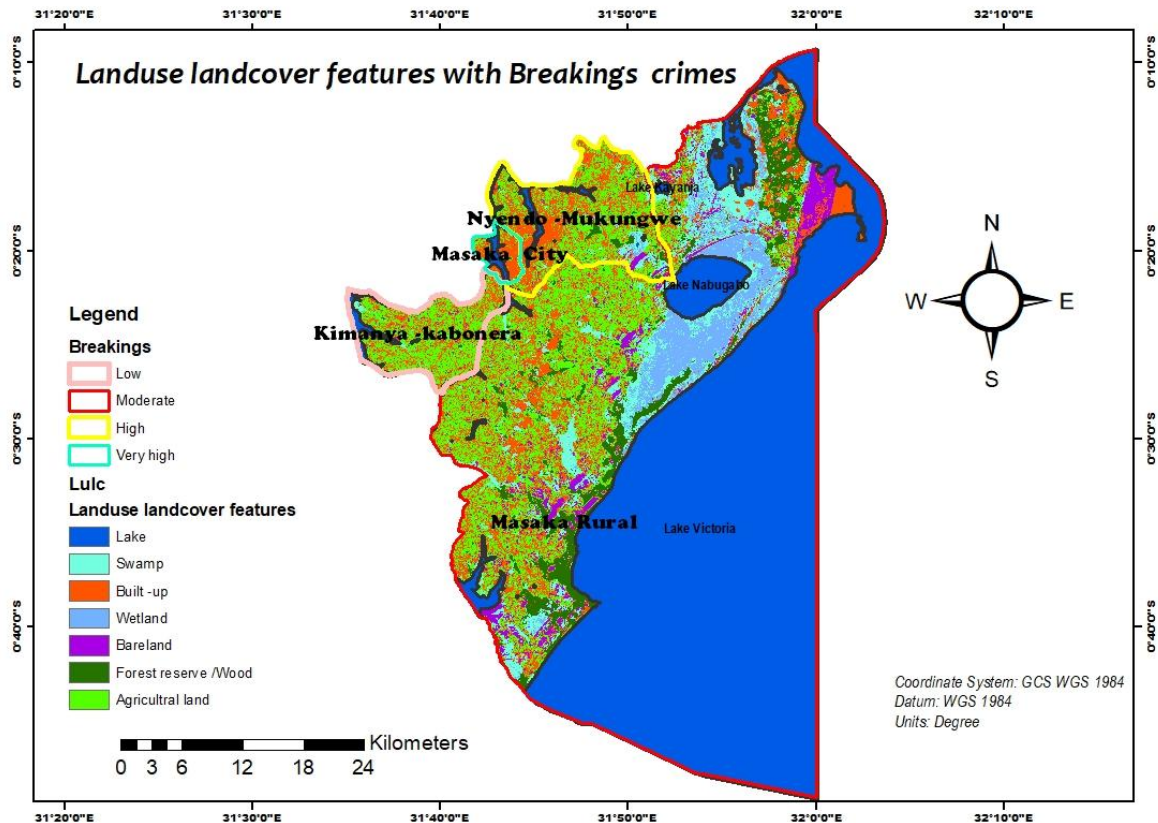 31°20'0"E 31°30'0"E 31°40'0"E 31°50'0"E 32°0'0"E 32°10'0"E
Landuse landcover features with Breakings crimes
0°10'0"S 0°10'0"S
Lake Kayanja
Nyendo -Mukungwe
Masaka City
0°20'0"S 0°20'0"S
Lake Nabugabo
N
W E
S
Kimanya -kabonera
Legend
Breakings
Low
Moderate
High
Very high
0°30'0"S 0°30'0"S
Lulc
Landuse landcover features
Lake
Swamp
Built -up
Wetland
Bareland
Forest reserve /Wood
Agricultral land
Masaka Rural
Lake Victoria
0°40'0"S 0°40'0"S
Coordinate System: GCS WGS 1984
Datum: WGS 1984
Units: Degree
Kilometers
0 3 6 12 18 24
31°20'0"E 31°30'0"E 31°40'0"E 31°50'0"E 32°0'0"E 32°10'0"E